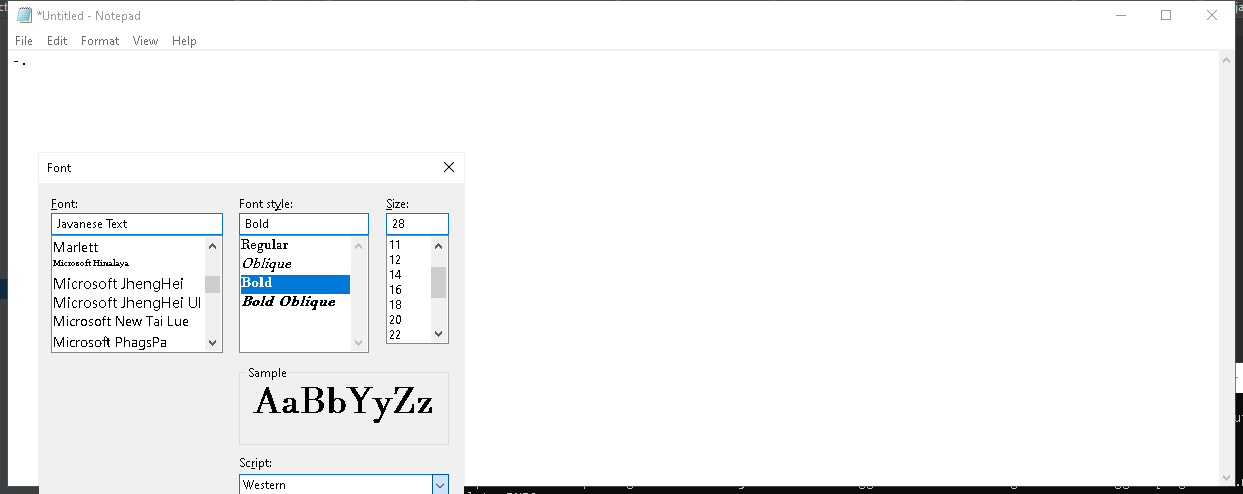 *Untitled - Notepad
File Edit Format View Help
-.
Font
Font: Font style: Size:
Javanese Text Bold 28
Marlett
Microsoft Himalaya
Microsoft JhengHei
Microsoft JhengHei UI
Microsoft New Tai Lue
Microsoft PhagsPa
Regular
Oblique
Bold
Bold Oblique
11
12
14
16
18
20
22
Sample
AaBbYyZz
Script:
Western